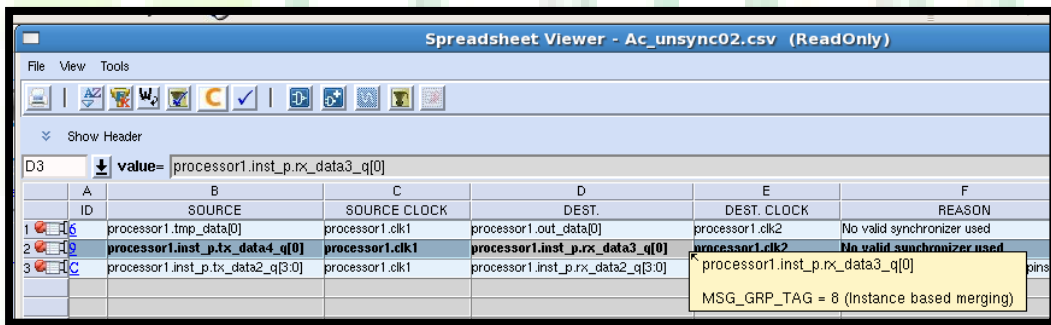 Spreadsheet Viewer - Ac_unsync02.csv (ReadOnly)
File View Tools
Show Header
D3 value= processor1.inst_p.rx_data3_q[0]
A B C D E F
ID SOURCE SOURCE CLOCK DEST. DEST. CLOCK REASON
1 6 processor1.tmp_data[0] processor1.clk1 processor1.out_data[0] processor1.clk2 No valid synchronizer used
2 9 processor1.inst_p.tx_data4_q[0] processor1.clk1 processor1.inst_p.rx_data3_q[0] processor1.clk2 No valid synchronizer used
3 C processor1.inst_p.tx_data2_q[3:0] processor1.clk1 processor1.inst_p.rx_data2_q[3:0] pins
processor1.inst_p.rx_data3_q[0]
MSG_GRP_TAG = 8 (Instance based merging)